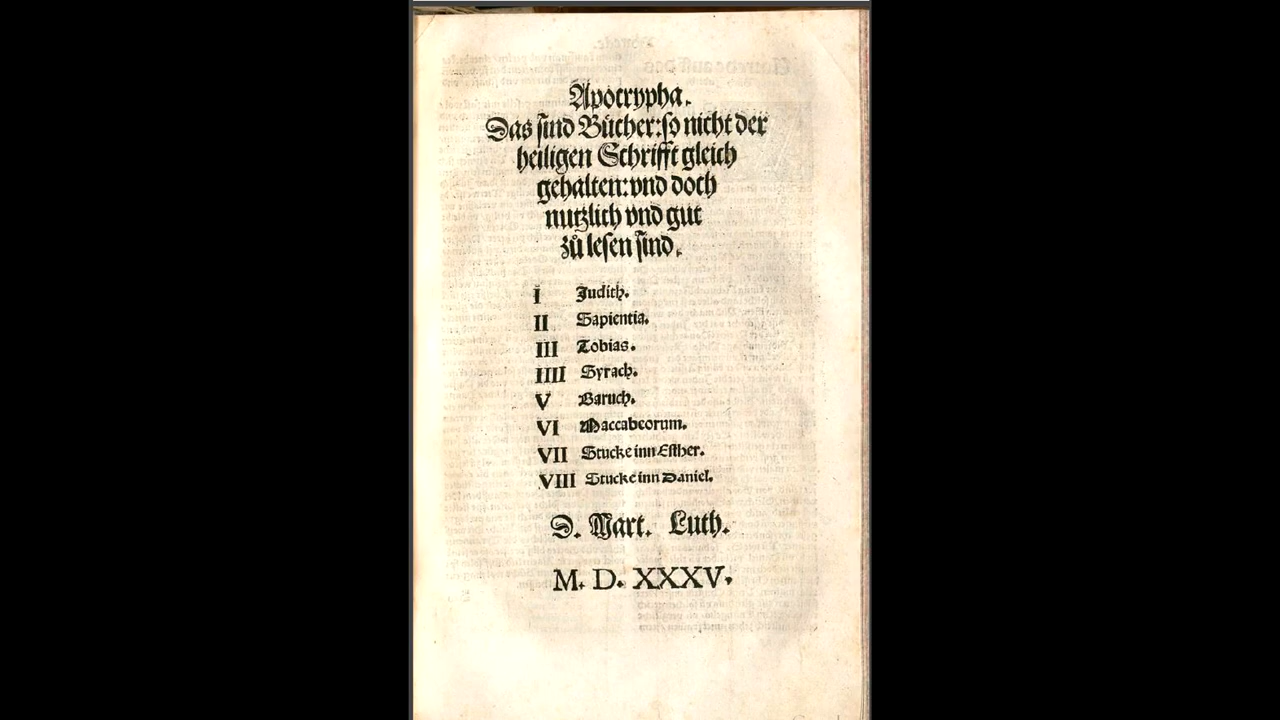 Apocrypha.
Das sind Bücher: so nicht der
heiligen Schrifft gleich
gehalten: vnd doch
nutzlich vnd gut
zů lesen sind.
I Judith.
II Sapientia.
III Tobias.
IIII Syrach.
V Baruch.
VI Maccabeorum.
VII Stucke inn Esther.
VIII Stucke inn Daniel.
D. Mart. Luth.
M. D. XXXV.